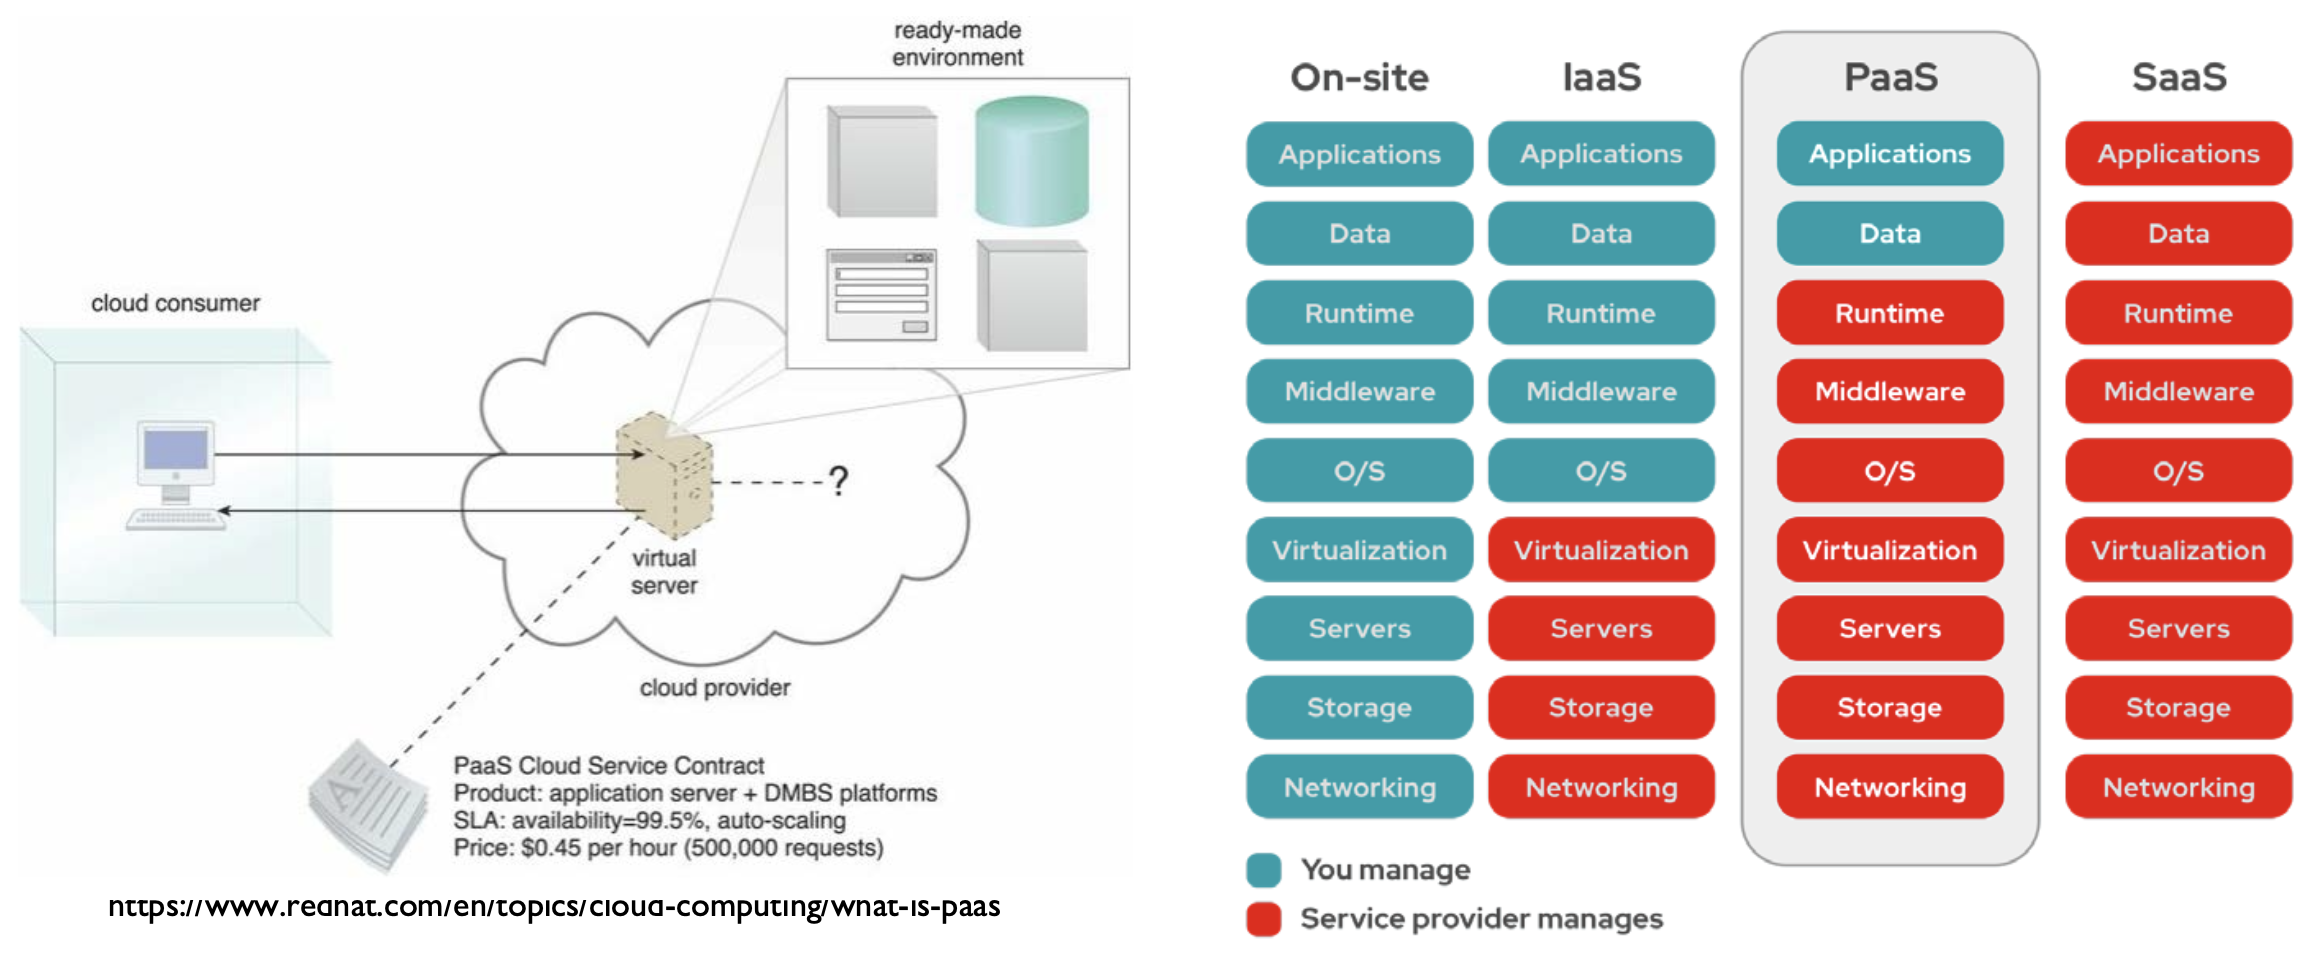 ready-made
environment
cloud consumer
?
virtual
server
cloud provider
PaaS Cloud Service Contract
Product: application server + DMBS platforms
SLA: availability=99.5%, auto-scaling
Price: $0.45 per hour (500,000 requests)
A
https://www.redhat.com/en/topics/cloud-computing/what-is-paas
On-site IaaS PaaS SaaS
Applications Applications Applications Applications
Data Data Data Data
Runtime Runtime Runtime Runtime
Middleware Middleware Middleware Middleware
O/S O/S O/S O/S
Virtualization Virtualization Virtualization Virtualization
Servers Servers Servers Servers
Storage Storage Storage Storage
Networking Networking Networking Networking
You manage
Service provider manages